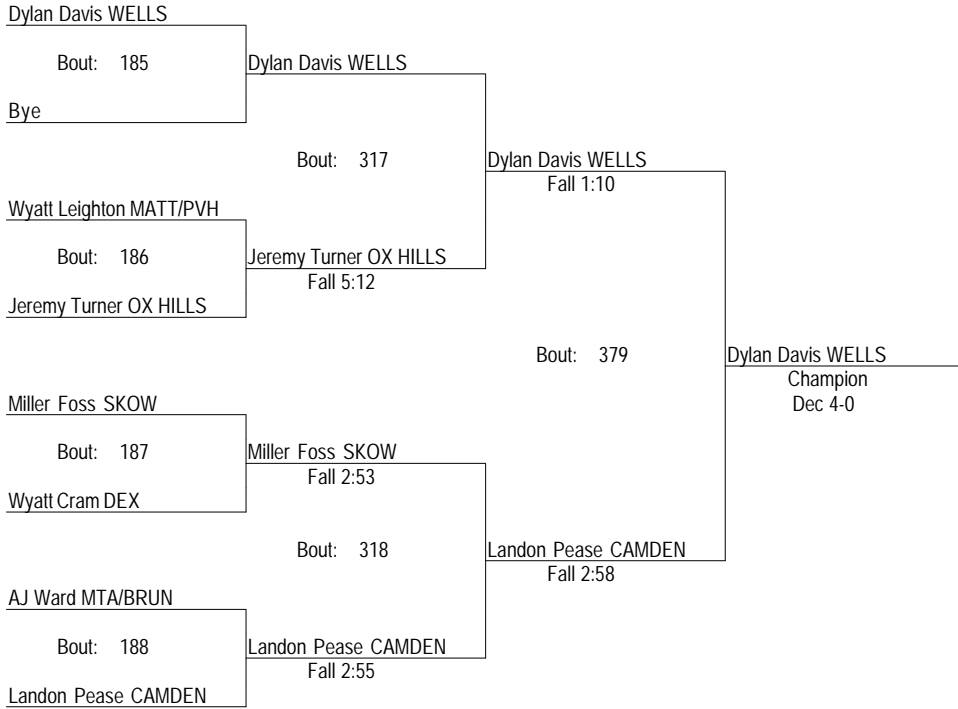 Dylan Davis WELLS
Bout: 185
Dylan Davis WELLS
Bye
Bout: 317
Dylan Davis WELLS
Fall 1:10
Wyatt Leighton MATT/PVH
Bout: 186
Jeremy Turner OX HILLS
Fall 5:12
Jeremy Turner OX HILLS
Bout: 379
Dylan Davis WELLS
Champion
Dec 4-0
Miller Foss SKOW
Bout: 187
Miller Foss SKOW
Fall 2:53
Wyatt Cram DEX
Bout: 318
Landon Pease CAMDEN
Fall 2:58
AJ Ward MTA/BRUN
Bout: 188
Landon Pease CAMDEN
Fall 2:55
Landon Pease CAMDEN